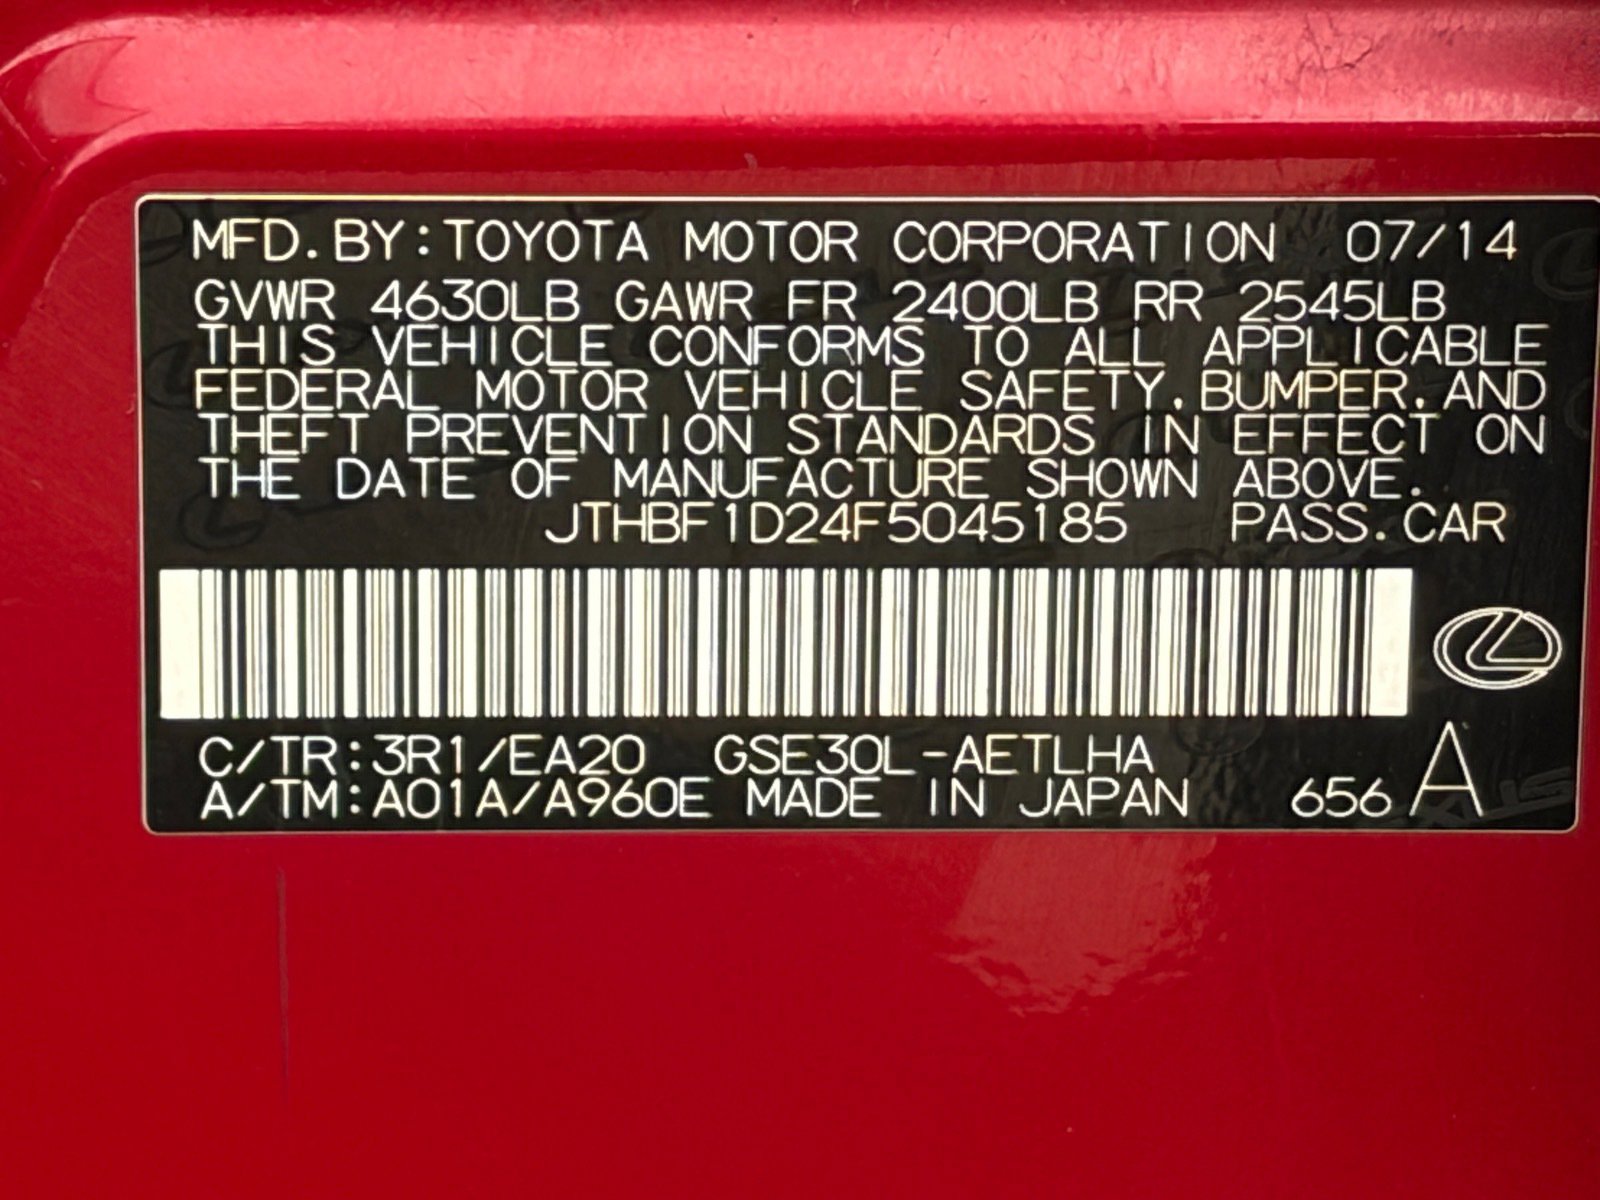 MFD. BY: TOYOTA MOTOR CORPORATION 07/14
GVWR 4630LB GAWR FR 2400LB RR 2545LB
THIS VEHICLE CONFORMS TO ALL APPLICABLE
FEDERAL MOTOR VEHICLE SAFETY, BUMPER, AND
THEFT PREVENTION STANDARDS IN EFFECT ON
THE DATE OF MANUFACTURE SHOWN ABOVE.
JTHBF1D24F5045185 PASS. CAR
C/TR: 3R1/EA20 GSE30L-AETLHA
A/TM: A01A/A960E MADE IN JAPAN 656 A